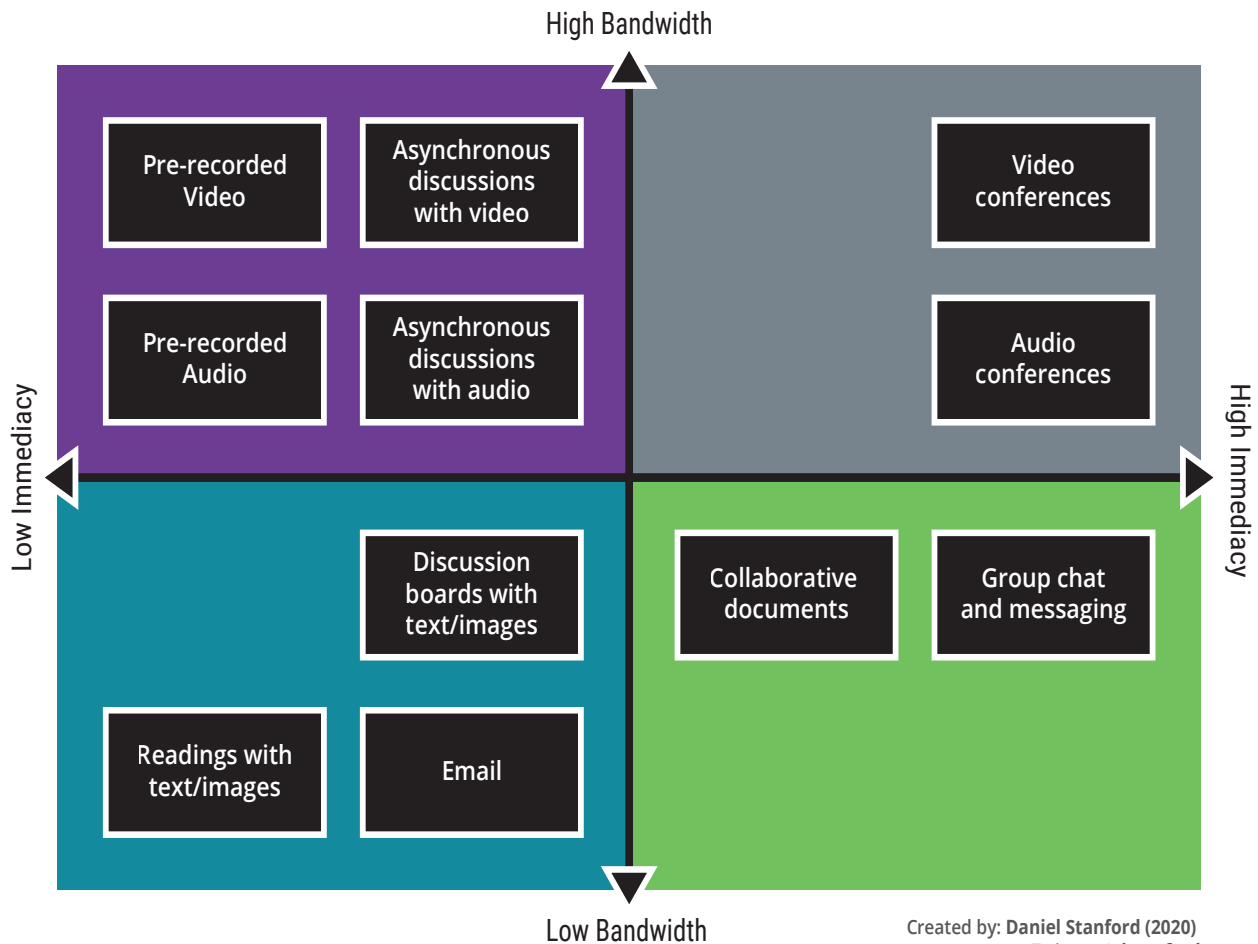 High Bandwidth
Pre-recorded
Video
Asynchronous
discussions
with video
Video
conferences
Pre-recorded
Audio
Asynchronous
discussions
with audio
Audio
conferences
Low Immediacy
High Immediacy
Discussion
boards with
text/images
Collaborative
documents
Group chat
and messaging
Readings with
text/images
Email
Low Bandwidth
Created by: Daniel Stanford (2020)